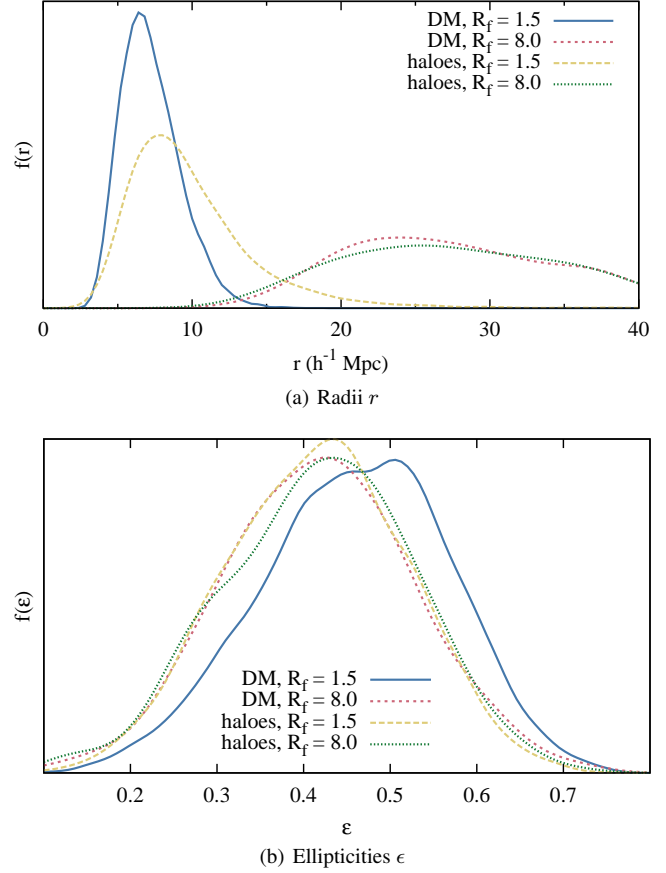 DM, R_f = 1.5
DM, R_f = 8.0
haloes, R_f = 1.5
haloes, R_f = 8.0
f(r)
0 10 20 30 40
r (h⁻¹ Mpc)
(a) Radii r
f(ε)
DM, R_f = 1.5
DM, R_f = 8.0
haloes, R_f = 1.5
haloes, R_f = 8.0
0.2 0.3 0.4 0.5 0.6 0.7
ε
(b) Ellipticities ϵ